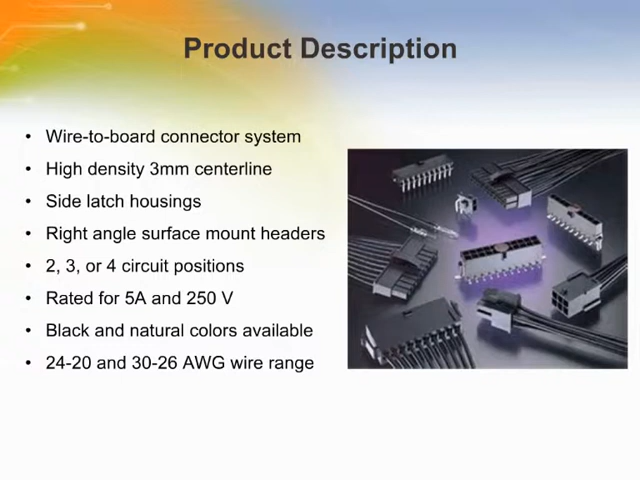 Product Description
• Wire-to-board connector system
• High density 3mm centerline
• Side latch housings
• Right angle surface mount headers
• 2, 3, or 4 circuit positions
• Rated for 5A and 250 V
• Black and natural colors available
• 24-20 and 30-26 AWG wire range